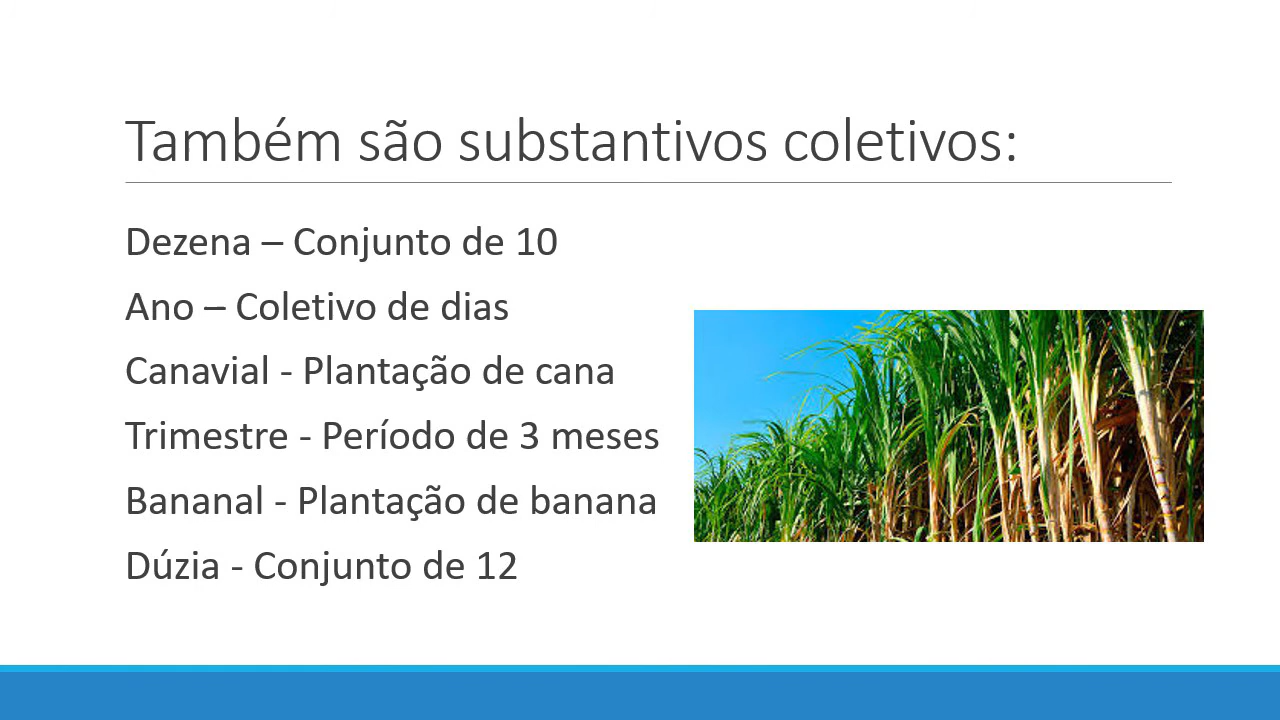 Também são substantivos coletivos:
Dezena – Conjunto de 10
Ano – Coletivo de dias
Canavial - Plantação de cana
Trimestre - Período de 3 meses
Bananal - Plantação de banana
Dúzia - Conjunto de 12